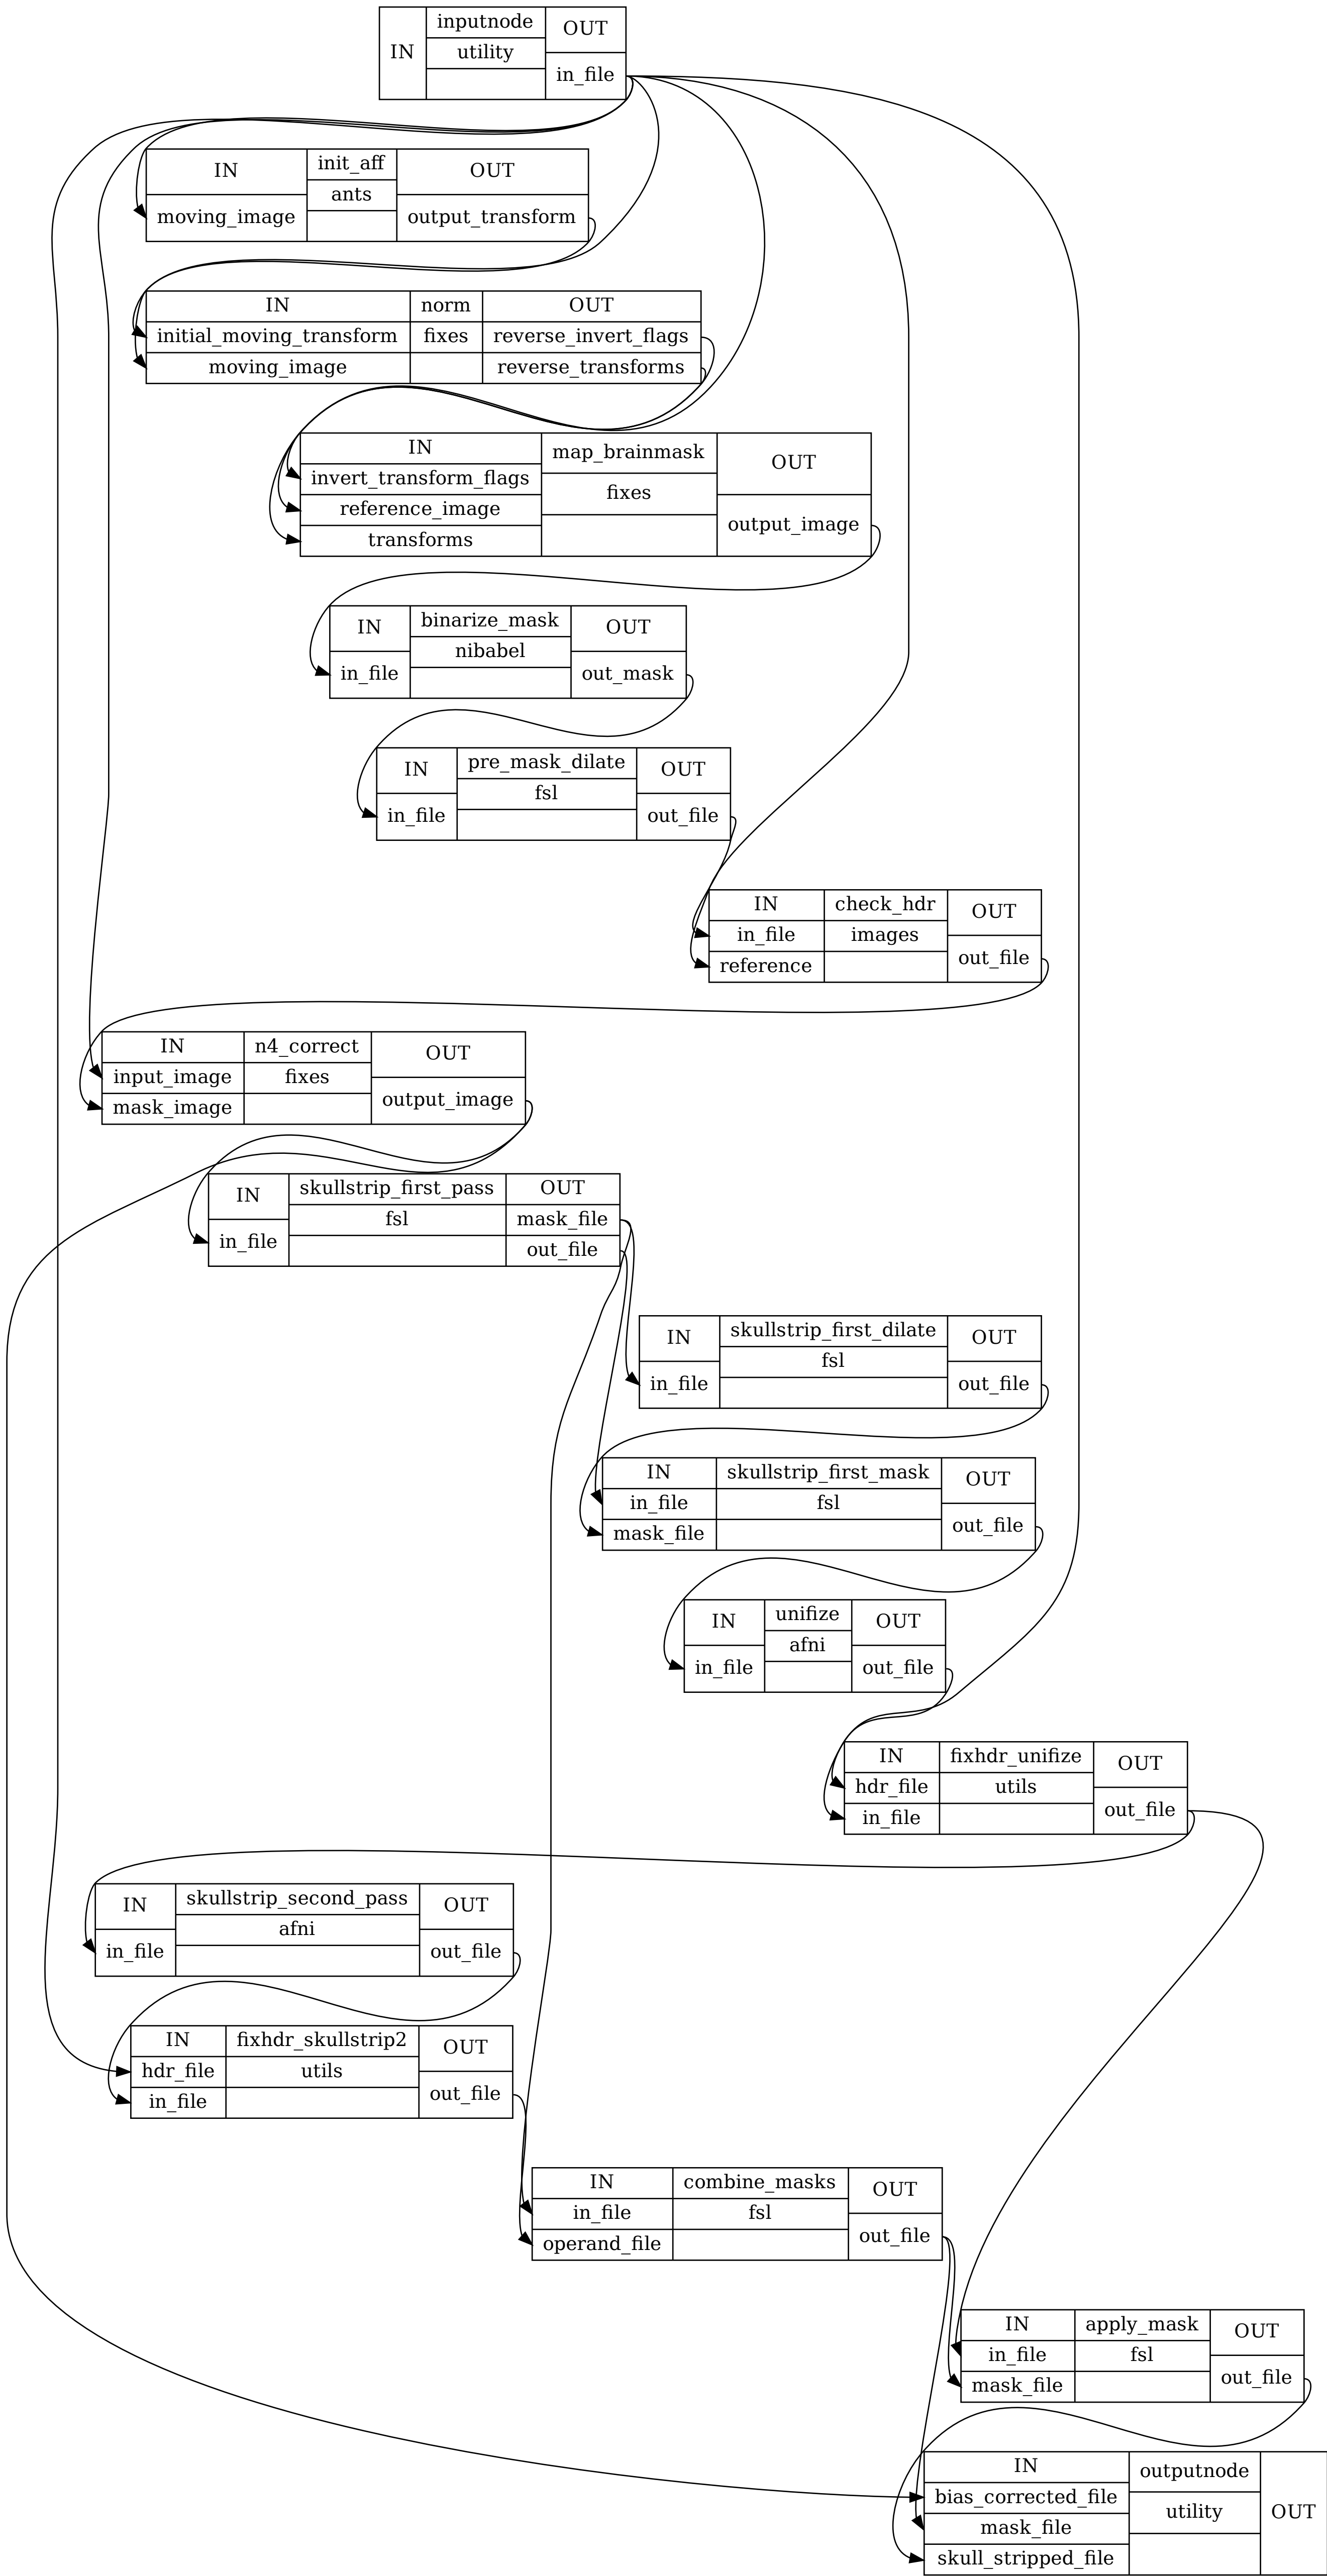 IN
inputnode
utility
OUT
in_file
IN
moving_image
init_aff
ants
OUT
output_transform
IN
initial_moving_transform
moving_image
norm
fixes
OUT
reverse_invert_flags
reverse_transforms
IN
invert_transform_flags
reference_image
transforms
map_brainmask
fixes
OUT
output_image
IN
in_file
binarize_mask
nibabel
OUT
out_mask
IN
in_file
pre_mask_dilate
fsl
OUT
out_file
IN
in_file
reference
check_hdr
images
OUT
out_file
IN
input_image
mask_image
n4_correct
fixes
OUT
output_image
IN
in_file
skullstrip_first_pass
fsl
OUT
mask_file
out_file
IN
in_file
skullstrip_first_dilate
fsl
OUT
out_file
IN
in_file
mask_file
skullstrip_first_mask
fsl
OUT
out_file
IN
in_file
unifize
afni
OUT
out_file
IN
hdr_file
in_file
fixhdr_unifize
utils
OUT
out_file
IN
in_file
skullstrip_second_pass
afni
OUT
out_file
IN
hdr_file
in_file
fixhdr_skullstrip2
utils
OUT
out_file
IN
in_file
operand_file
combine_masks
fsl
OUT
out_file
IN
in_file
mask_file
apply_mask
fsl
OUT
out_file
IN
bias_corrected_file
mask_file
skull_stripped_file
outputnode
utility
OUT